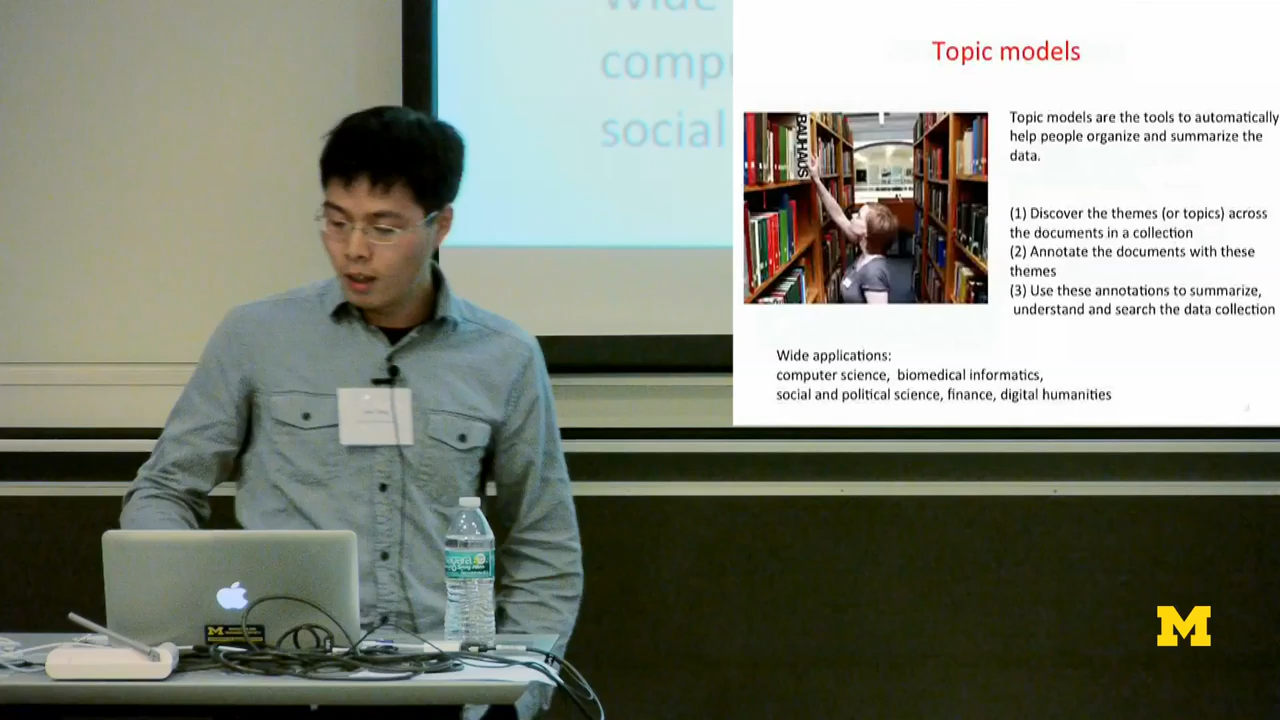 Wide
comp
social
Topic models
BAUHAUS
Topic models are the tools to automatically
help people organize and summarize the
data.
(1) Discover the themes (or topics) across
the documents in a collection
(2) Annotate the documents with these
themes
(3) Use these annotations to summarize,
understand and search the data collection
Wide applications:
computer science, biomedical informatics,
social and political science, finance, digital humanities
M
M